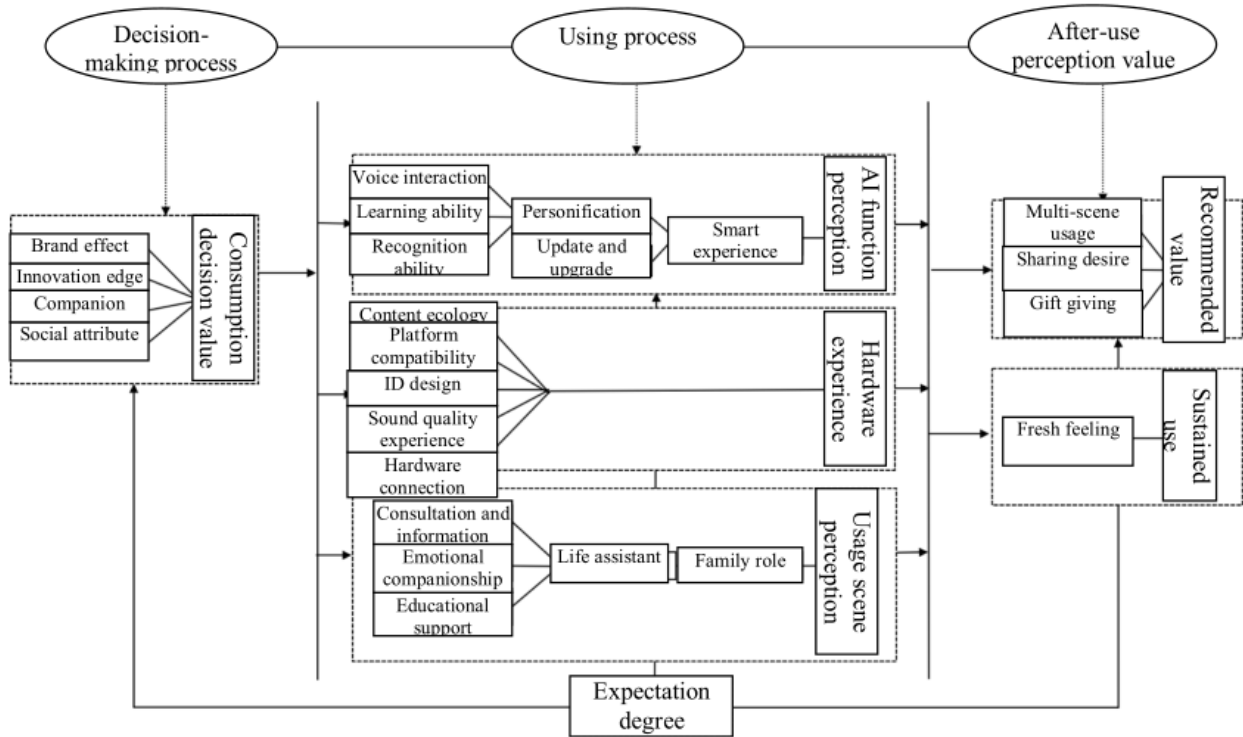 Decision-
making process
Using process
After-use
perception value
Brand effect
Innovation edge
Companion
Social attribute
Consumption
decision value
Voice interaction
Learning ability
Recognition
ability
Personification
Update and
upgrade
Smart
experience
AI function
perception
Content ecology
Platform
compatibility
ID design
Sound quality
experience
Hardware
connection
Hardware
experience
Consultation and
information
Emotional
companionship
Educational
support
Life assistant
Family role
Usage scene
perception
Multi-scene
usage
Sharing desire
Gift giving
Recommended
value
Fresh feeling
Sustained
use
Expectation
degree